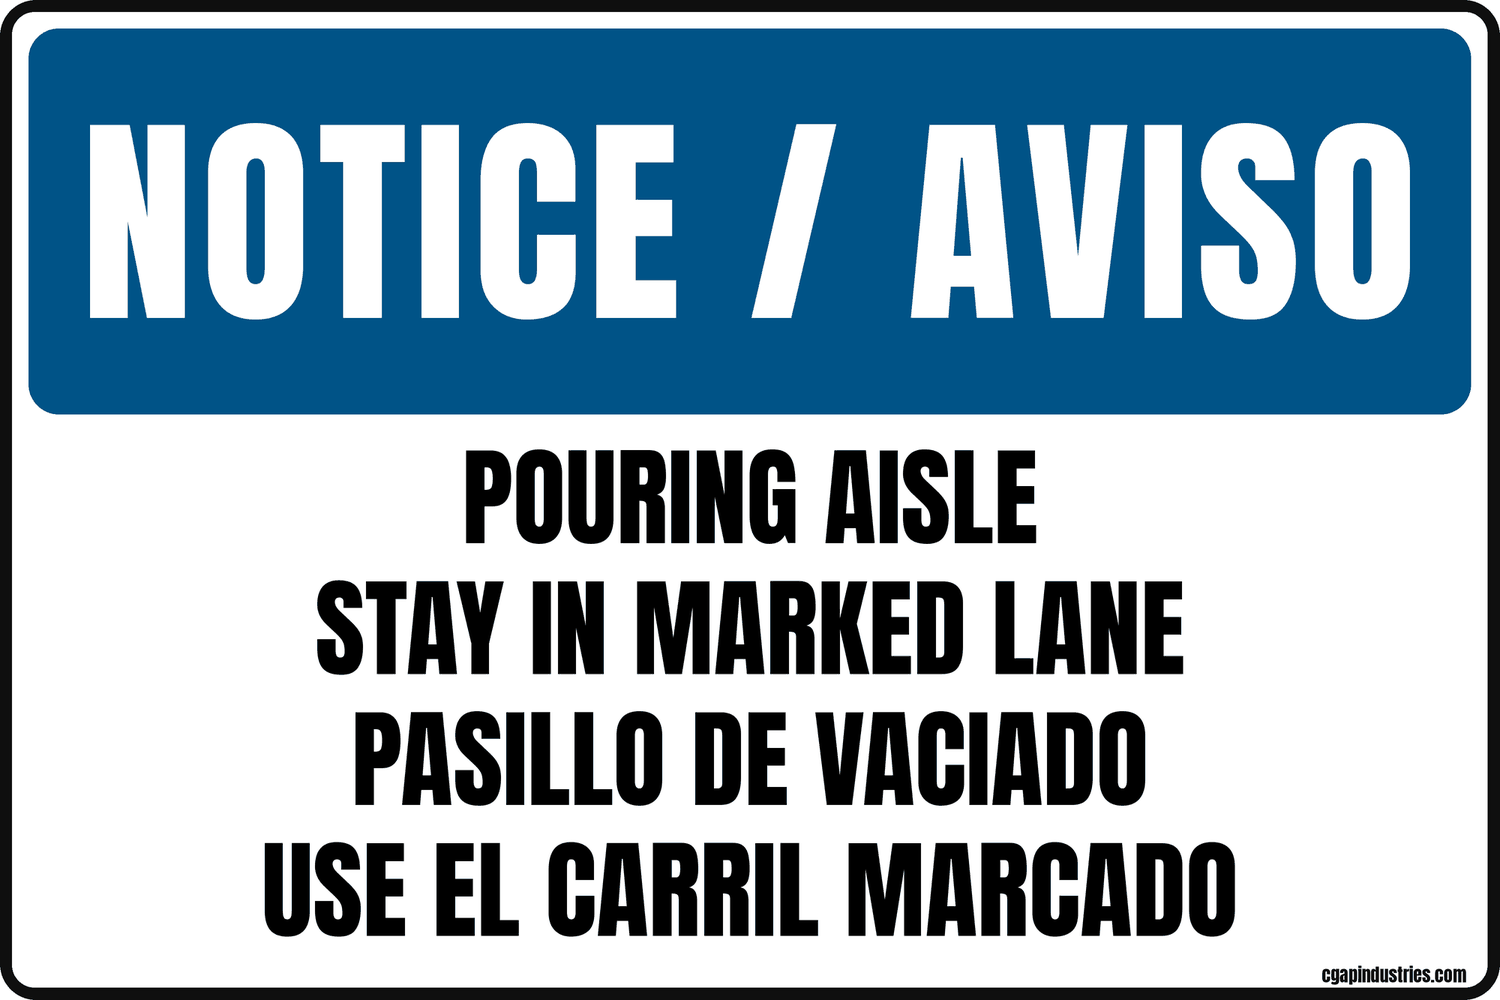 NOTICE / AVISO
POURING AISLE
STAY IN MARKED LANE
PASILLO DE VACIADO
USE EL CARRIL MARCADO
cgapindustries.com